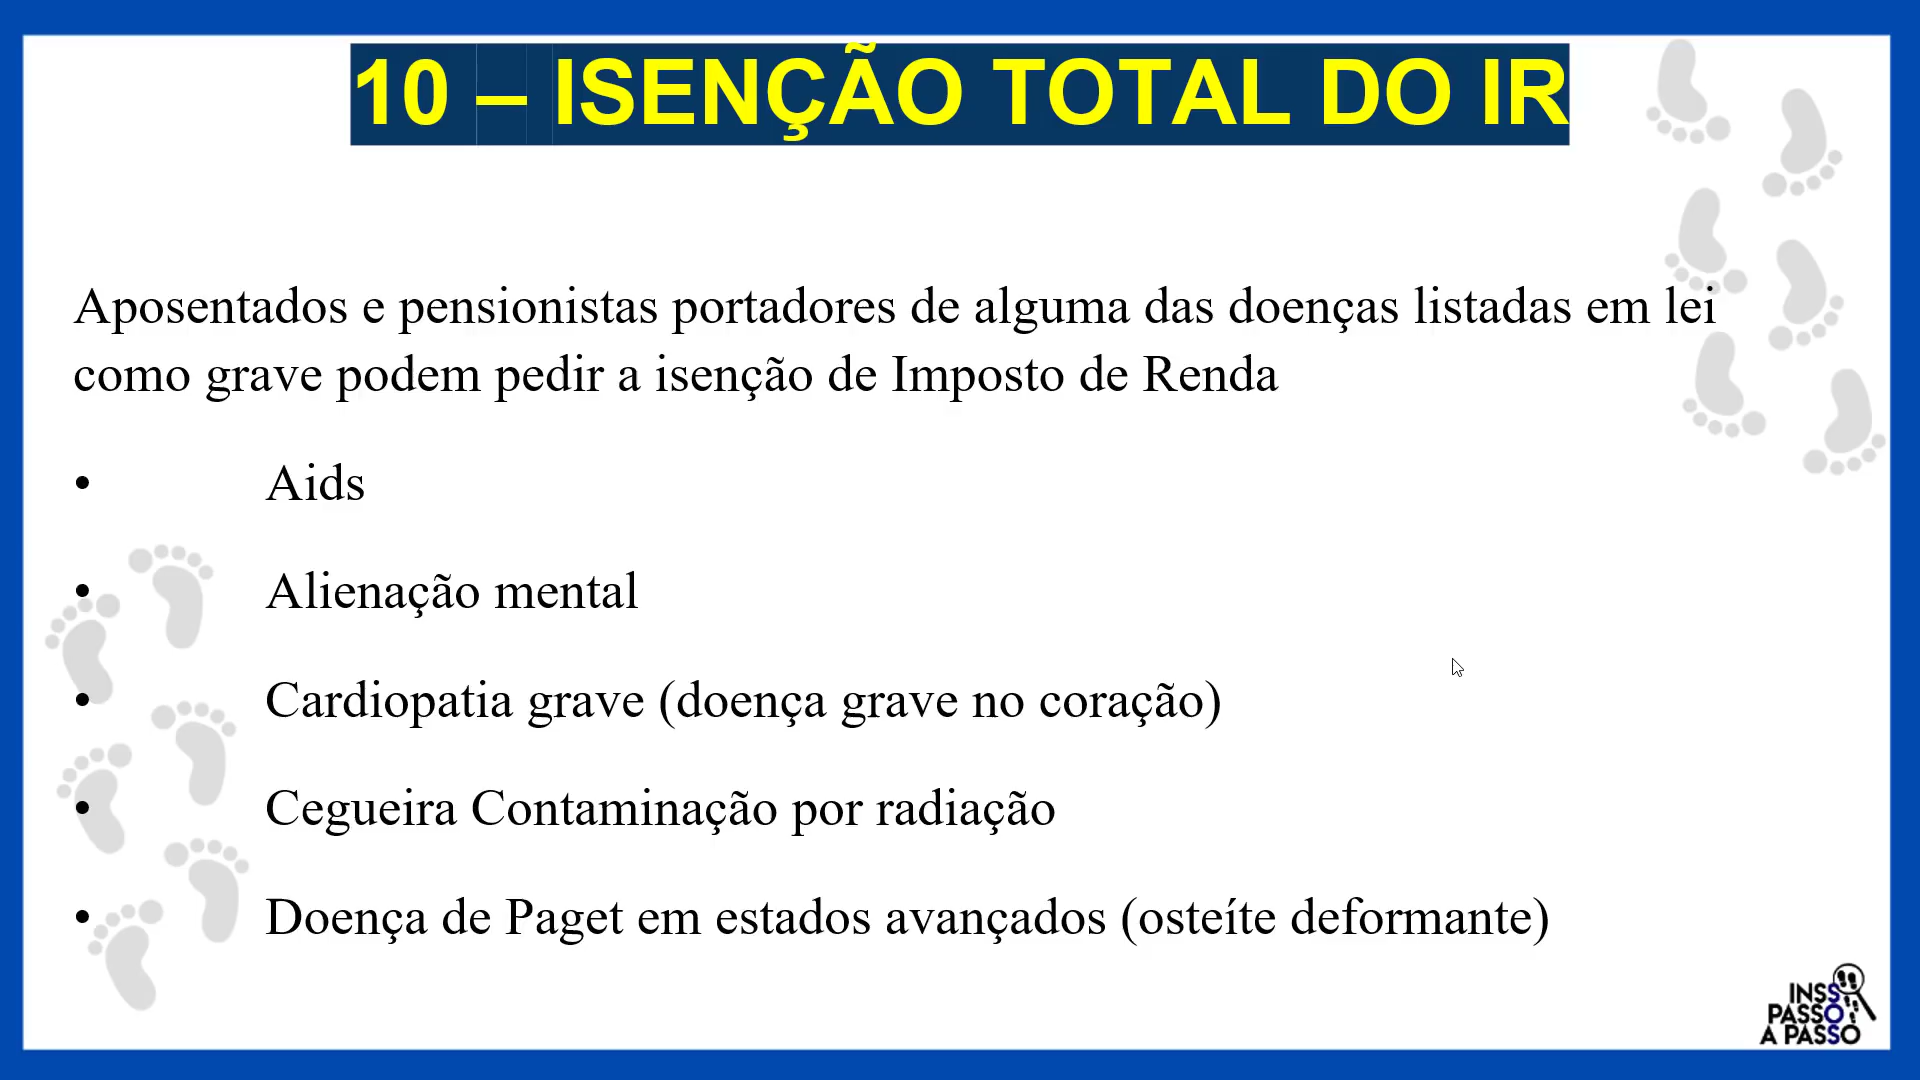 10 – ISENÇÃO TOTAL DO IR
Aposentados e pensionistas portadores de alguma das doenças listadas em lei
como grave podem pedir a isenção de Imposto de Renda
• Aids
• Alienação mental
• Cardiopatia grave (doença grave no coração)
• Cegueira Contaminação por radiação
• Doença de Paget em estados avançados (osteíte deformante)
INSS
PASSO
A PASSO